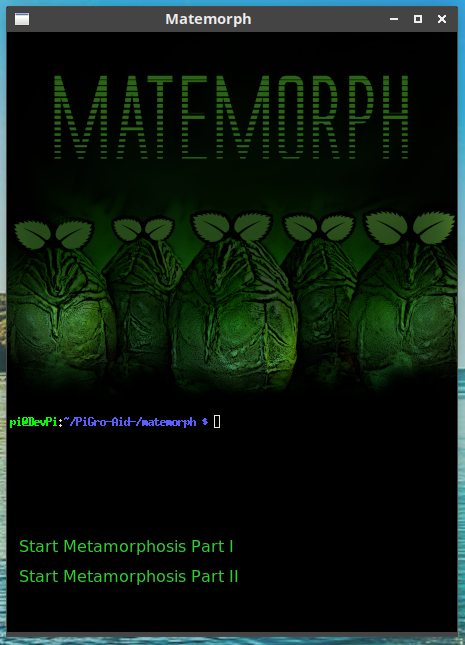 Matemorph
MATEMORPH
pi@DevPi:~/PiGro-Aid-/matemorph $
Start Metamorphosis Part I
Start Metamorphosis Part II